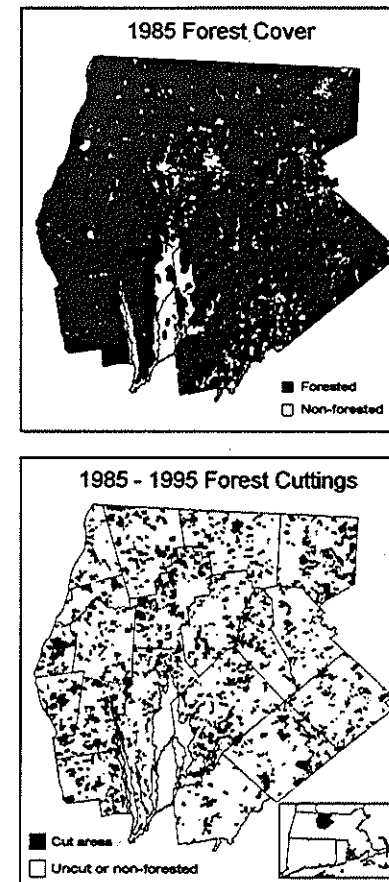 1985 Forest Cover
Forested
Non-forested
1985 - 1995 Forest Cuttings
Cut areas
Uncut or non-forested